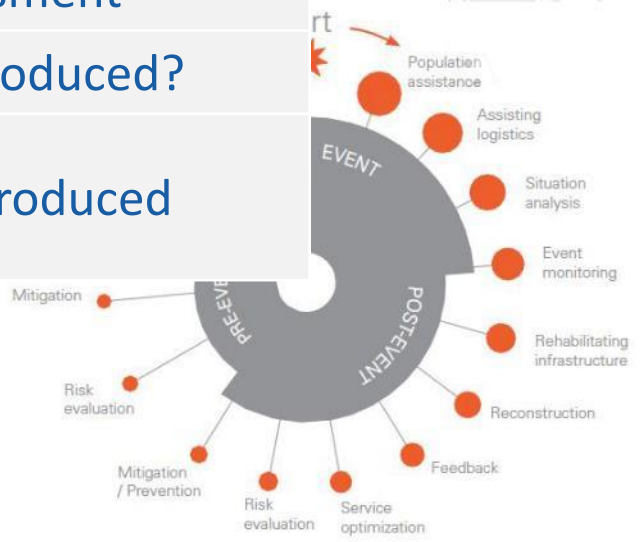 oduced?
roduced
rt
EVENT
Population
assistance
Assisting
logistics
Situation
analysis
Event
monitoring
POST-EVENT
Rehabilitating
infrastructure
Reconstruction
Feedback
Service
optimization
Risk
evaluation
Mitigation
/ Prevention
Risk
evaluation
Mitigation
PRE-EVE